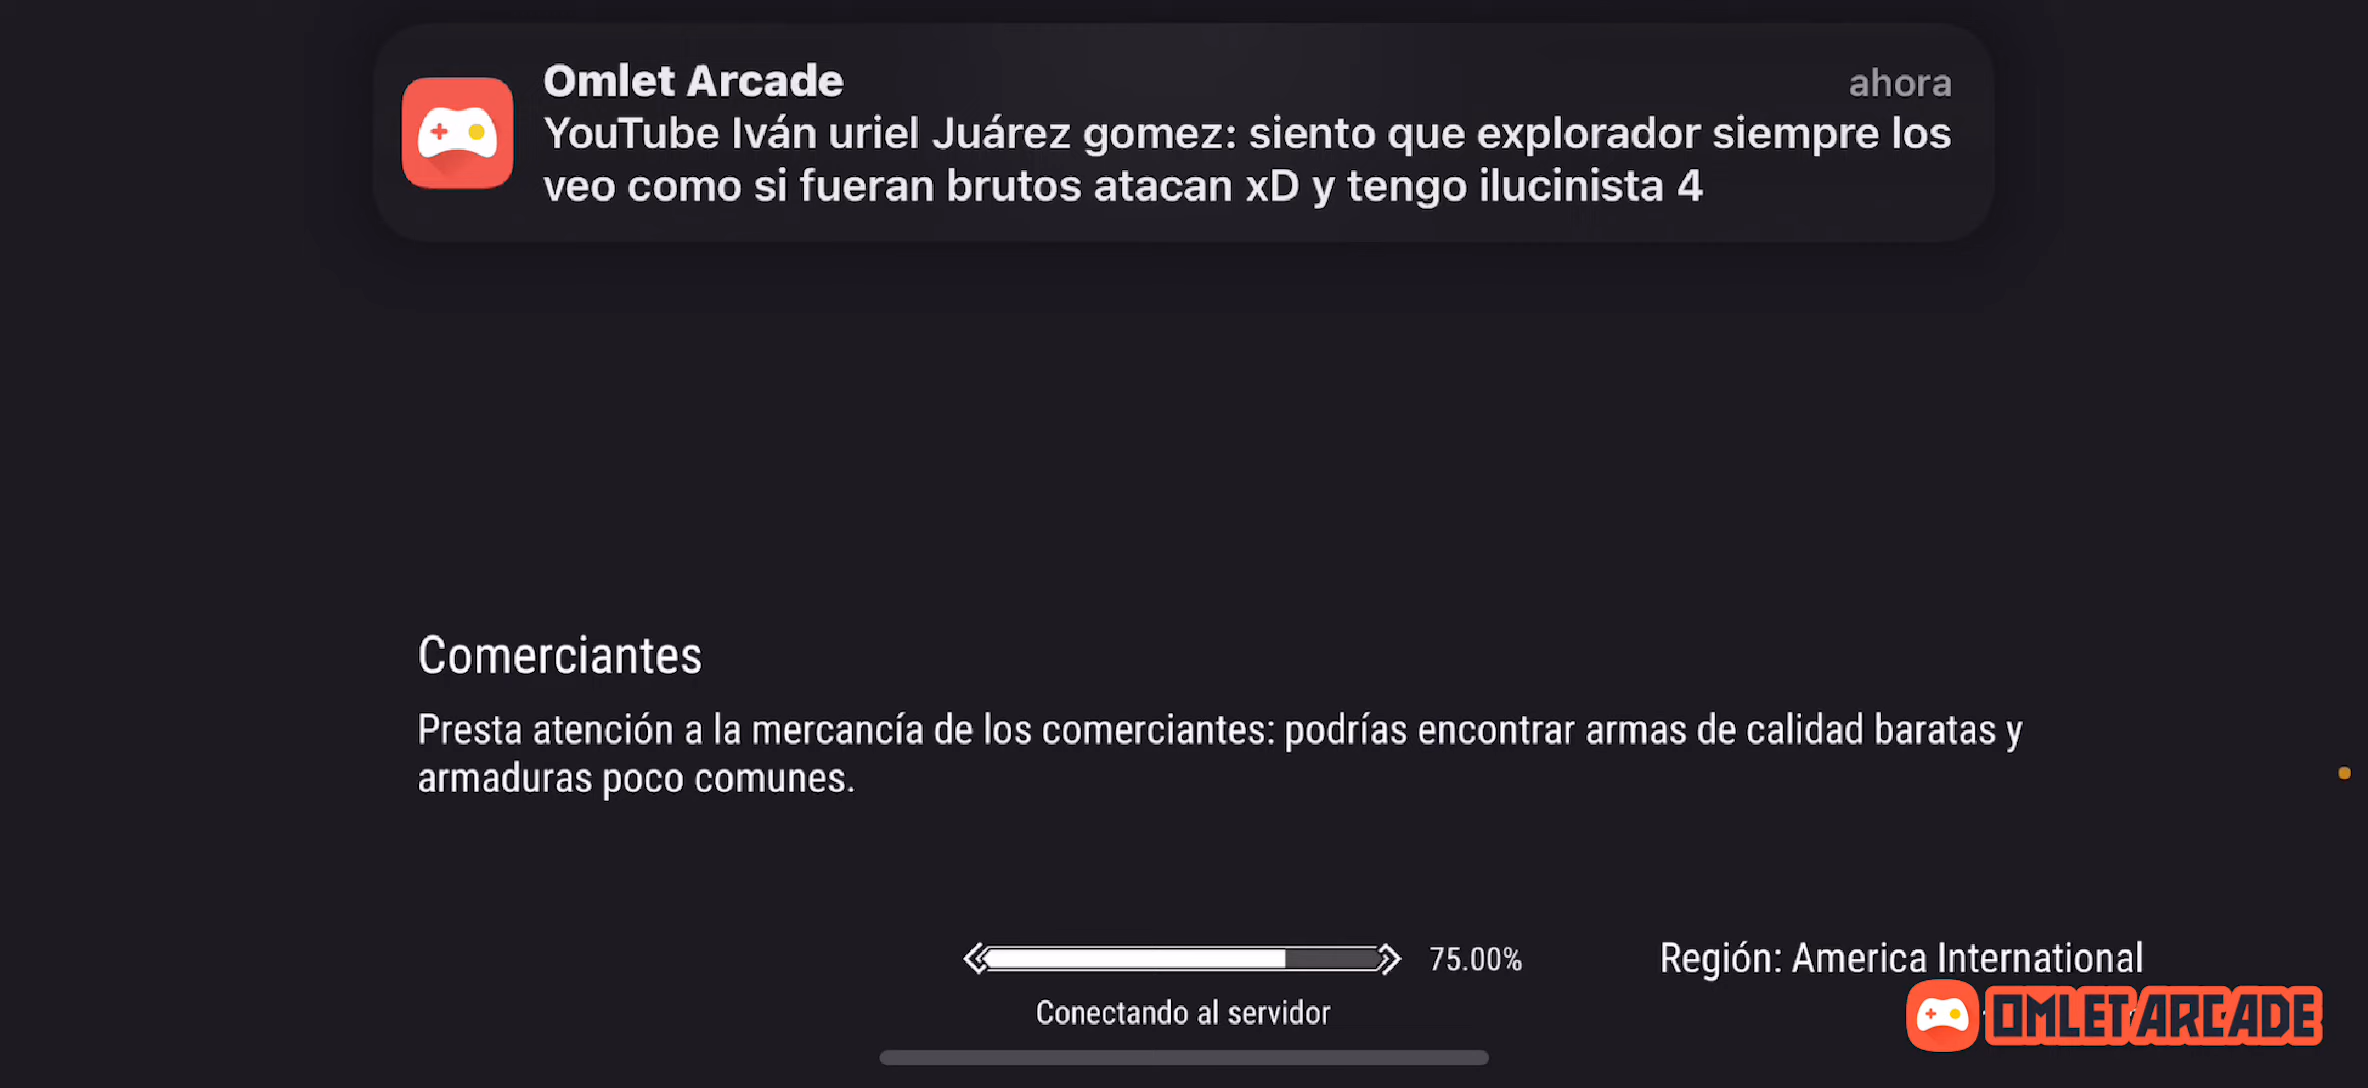 Omlet Arcade
ahora
YouTube Iván uriel Juárez gomez: siento que explorador siempre los
veo como si fueran brutos atacan xD y tengo ilucinista 4
Comerciantes
Presta atención a la mercancía de los comerciantes: podrías encontrar armas de calidad baratas y
armaduras poco comunes.
75.00%
Región: America International
Conectando al servidor
OMLET ARCADE